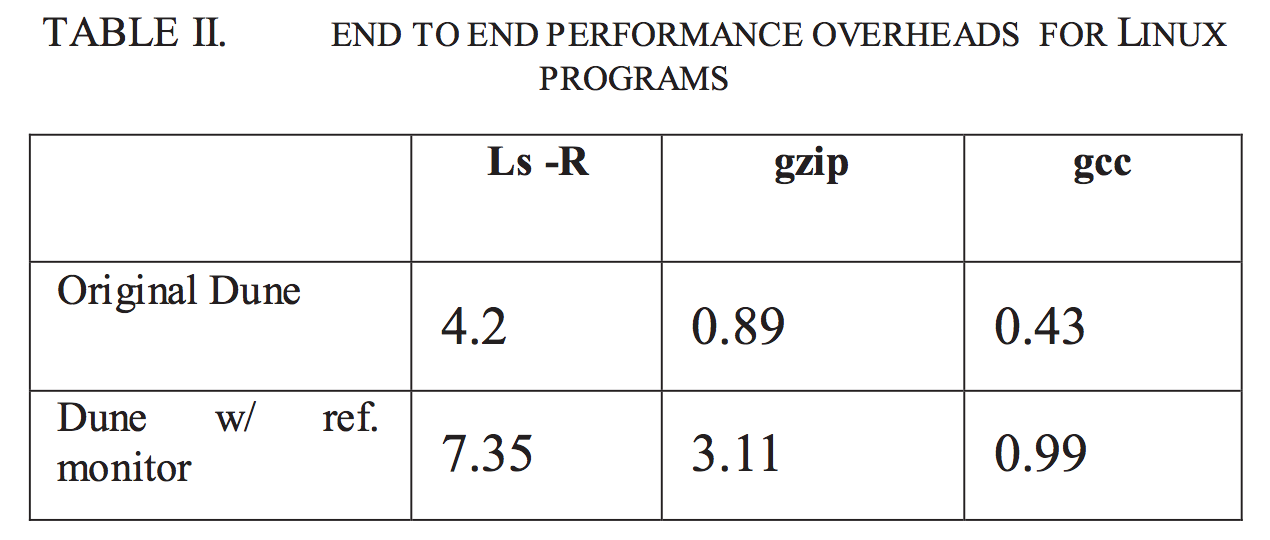 TABLE II. END TO END PERFORMANCE OVERHEADS FOR LINUX
PROGRAMS
Ls -R gzip gcc
Original Dune
4.2 0.89 0.43
Dune w/ ref.
monitor
7.35 3.11 0.99